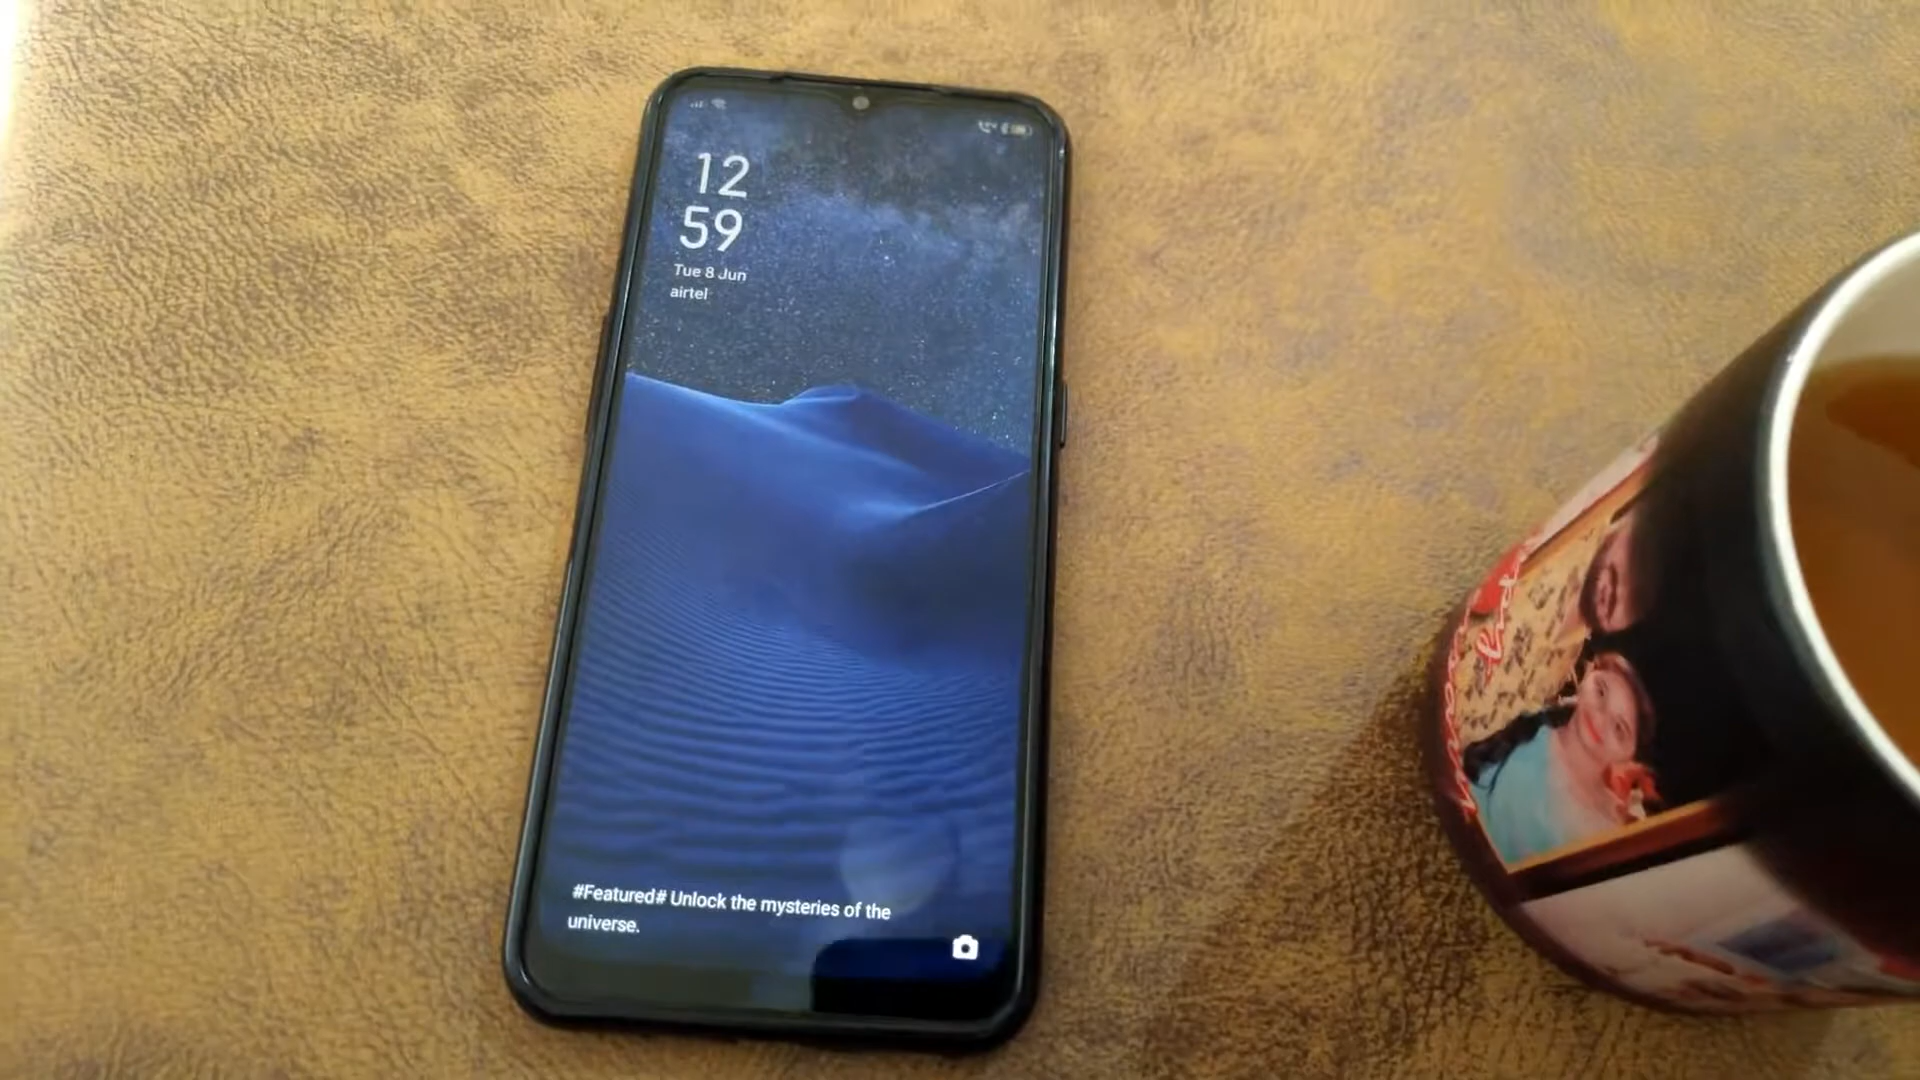 12
59
Tue 8 Jun
airtel
#Featured# Unlock the mysteries of the
universe.